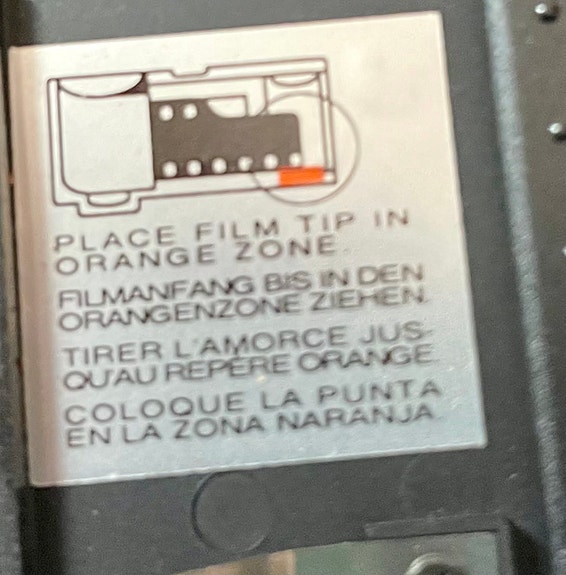 PLACE FILM TIP IN
ORANGE ZONE.
FILMANFANG BIS IN DEN
ORANGENZONE ZIEHEN.
TIRER L'AMORCE JUS-
QU'AU REPÈRE ORANGE.
COLOQUE LA PUNTA
EN LA ZONA NARANJA.